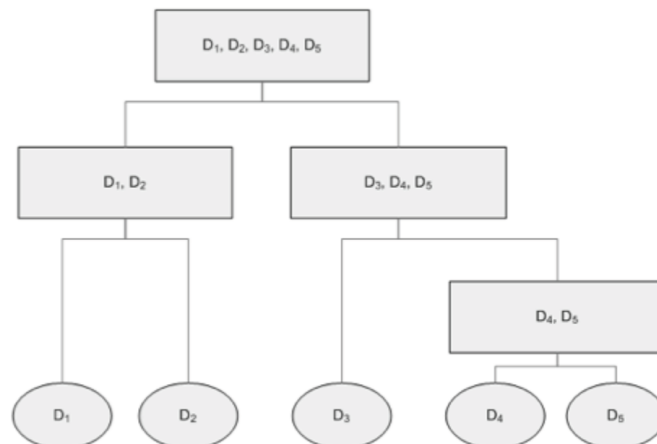 D₁, D₂, D₃, D₄, D₅
D₁, D₂
D₃, D₄, D₅
D₄, D₅
D₁
D₂
D₃
D₄
D₅